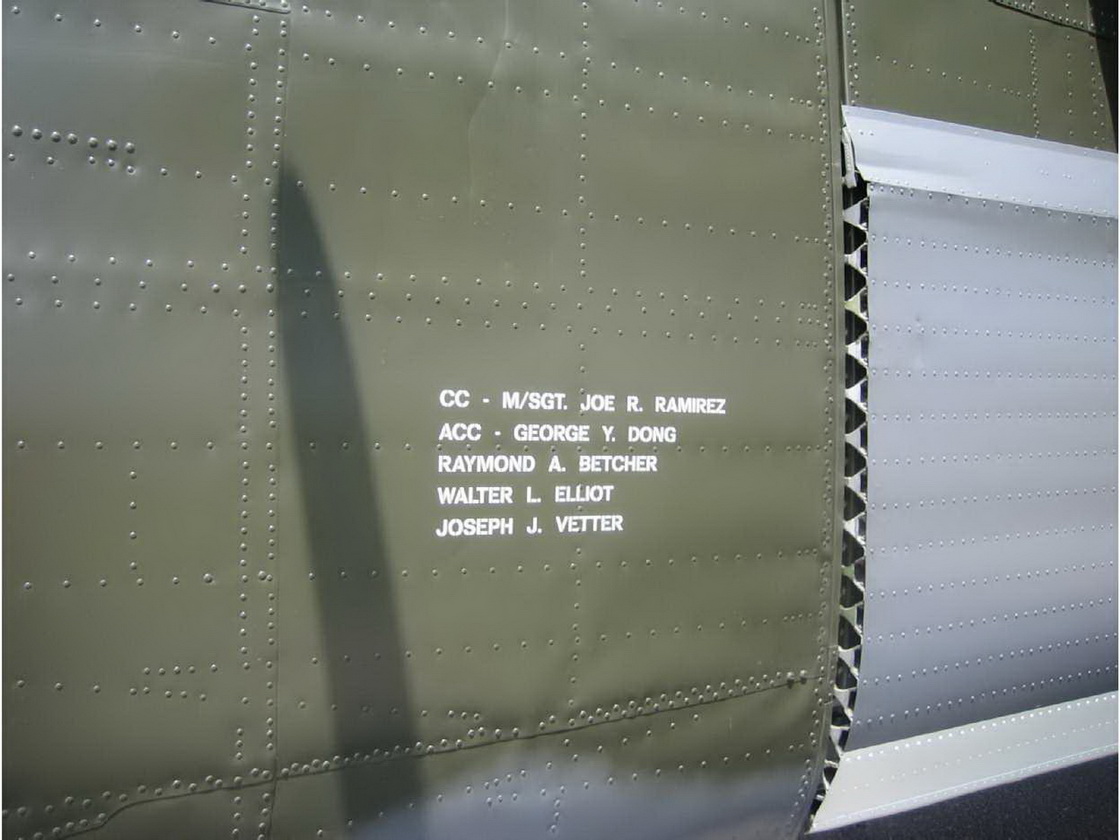 CC - M/SGT. JOE R. RAMIREZ
ACC - GEORGE Y. DONG
RAYMOND A. BETCHER
WALTER L. ELLIOT
JOSEPH J. VETTER